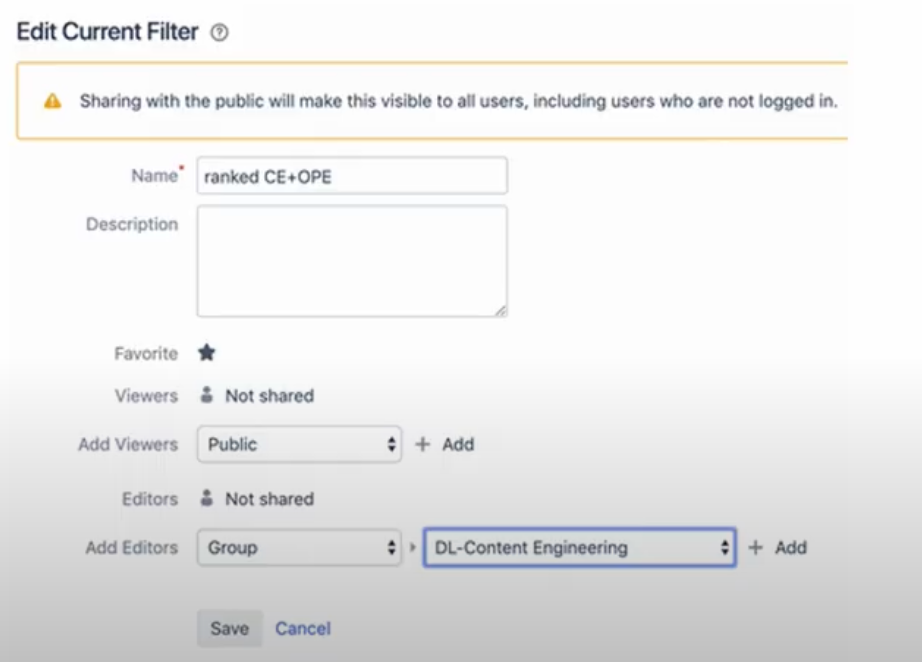 Edit Current Filter ?
Sharing with the public will make this visible to all users, including users who are not logged in.
Name* ranked CE+OPE
Description
Favorite
Viewers Not shared
Add Viewers Public + Add
Editors Not shared
Add Editors Group DL-Content Engineering + Add
Save Cancel